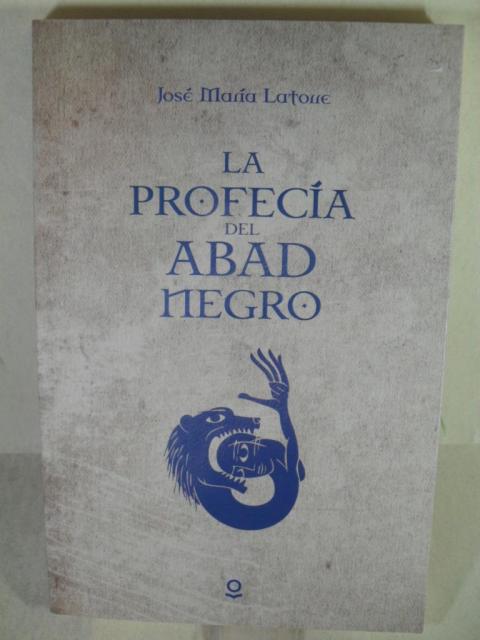 José María Latorre
LA
PROFECÍA
DEL
ABAD
NEGRO